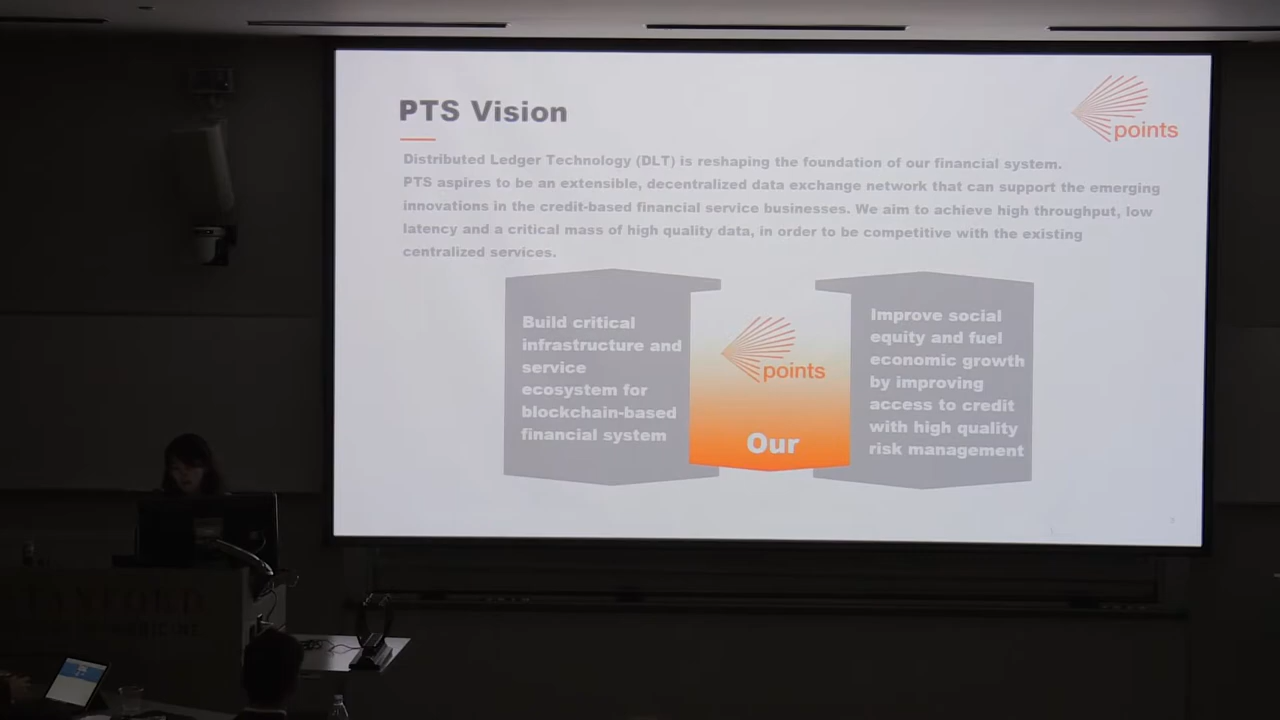 PTS Vision
points
Distributed Ledger Technology (DLT) is reshaping the foundation of our financial system.
PTS aspires to be an extensible, decentralized data exchange network that can support the emerging
innovations in the credit-based financial service businesses. We aim to achieve high throughput, low
latency and a critical mass of high quality data, in order to be competitive with the existing
centralized services.
Build critical
infrastructure and
service
ecosystem for
blockchain-based
financial system
points
Our
Improve social
equity and fuel
economic growth
by improving
access to credit
with high quality
risk management
STANFORD
MEDICINE